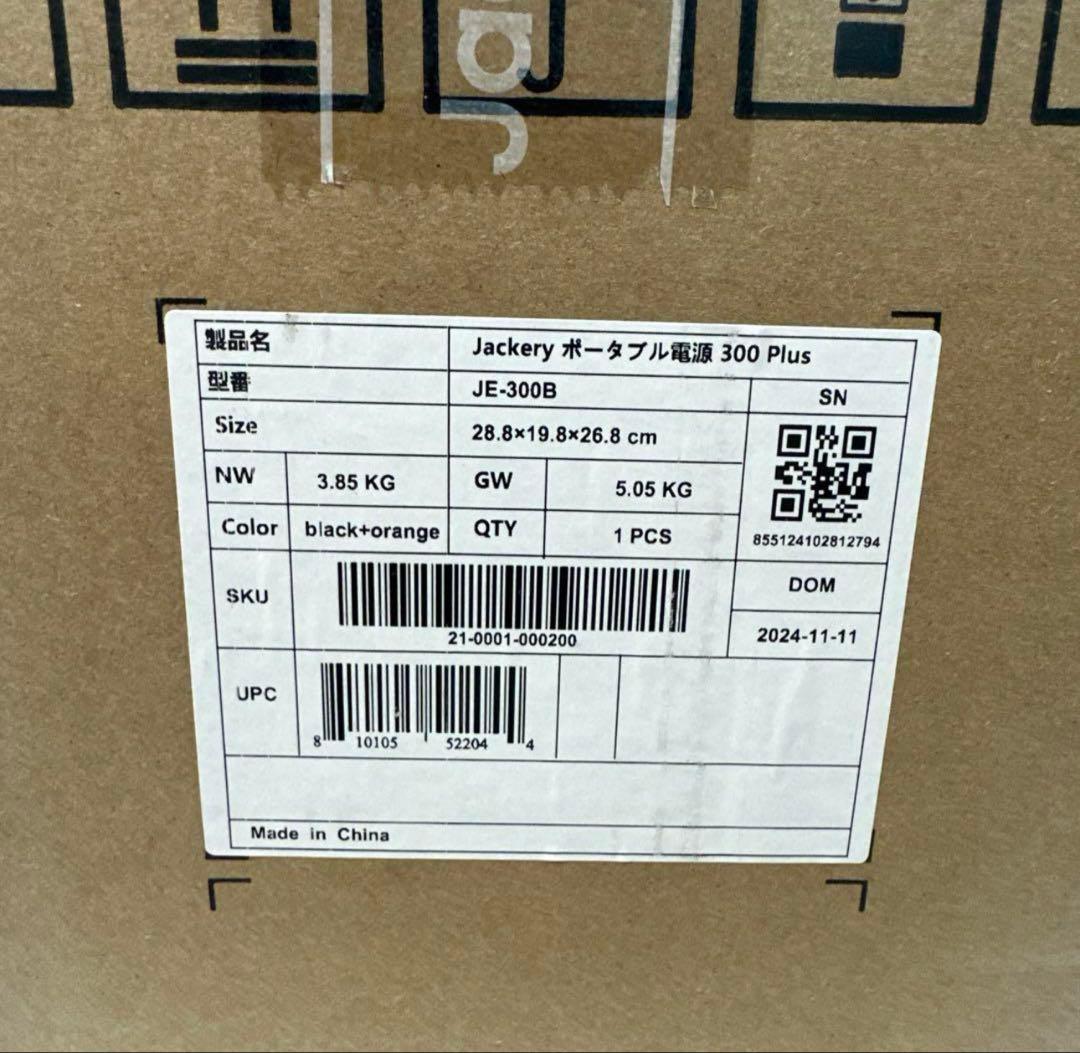 Jac
製品名 Jackery ポータブル電源 300 Plus
型番 JE-300B SN
Size 28.8×19.8×26.8 cm
NW 3.85 KG GW 5.05 KG
855124102812794
Color black+orange QTY 1 PCS
SKU DOM
21-0001-000200 2024-11-11
UPC
8 10105 52204 4
Made in China